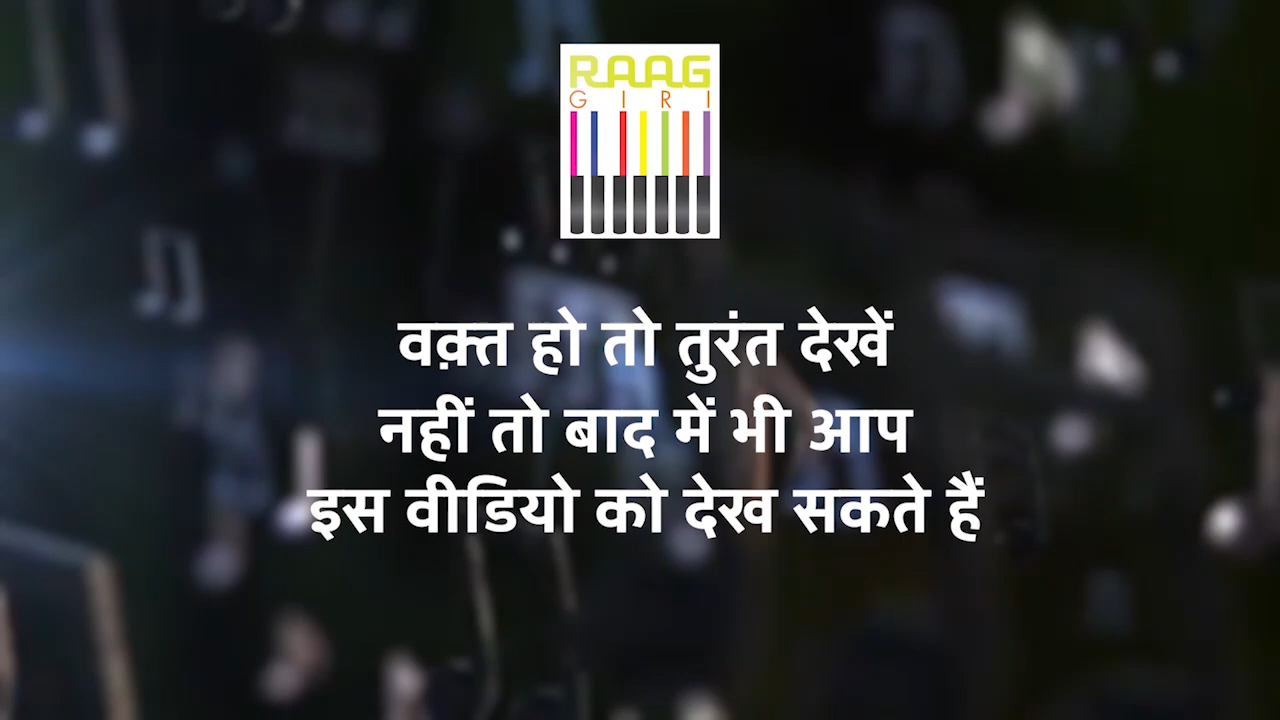 RAAG
GIRI
वक़्त हो तो तुरंत देखें
नहीं तो बाद में भी आप
इस वीडियो को देख सकते हैं